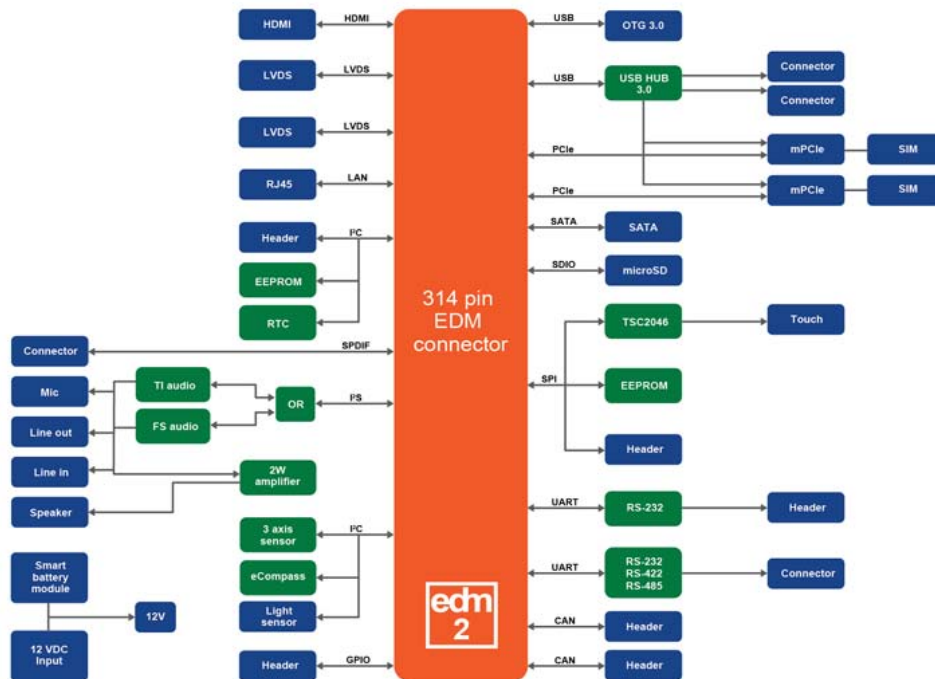 HDMI
HDMI
LVDS
LVDS
LVDS
LVDS
RJ45
LAN
Header
I²C
EEPROM
RTC
Connector
SPDIF
Mic
TI audio
Line out
FS audio
OR
I²S
Line in
2W
amplifier
Speaker
3 axis
sensor
I²C
eCompass
Light
sensor
Smart
battery
module
12V
12 VDC
Input
Header
GPIO
314 pin
EDM
connector
edm
2
USB
OTG 3.0
USB
USB HUB
3.0
Connector
Connector
PCIe
mPCIe
SIM
PCIe
mPCIe
SIM
SATA
SATA
SDIO
microSD
SPI
TSC2046
Touch
EEPROM
Header
UART
RS-232
Header
UART
RS-232
RS-422
RS-485
Connector
CAN
Header
CAN
Header